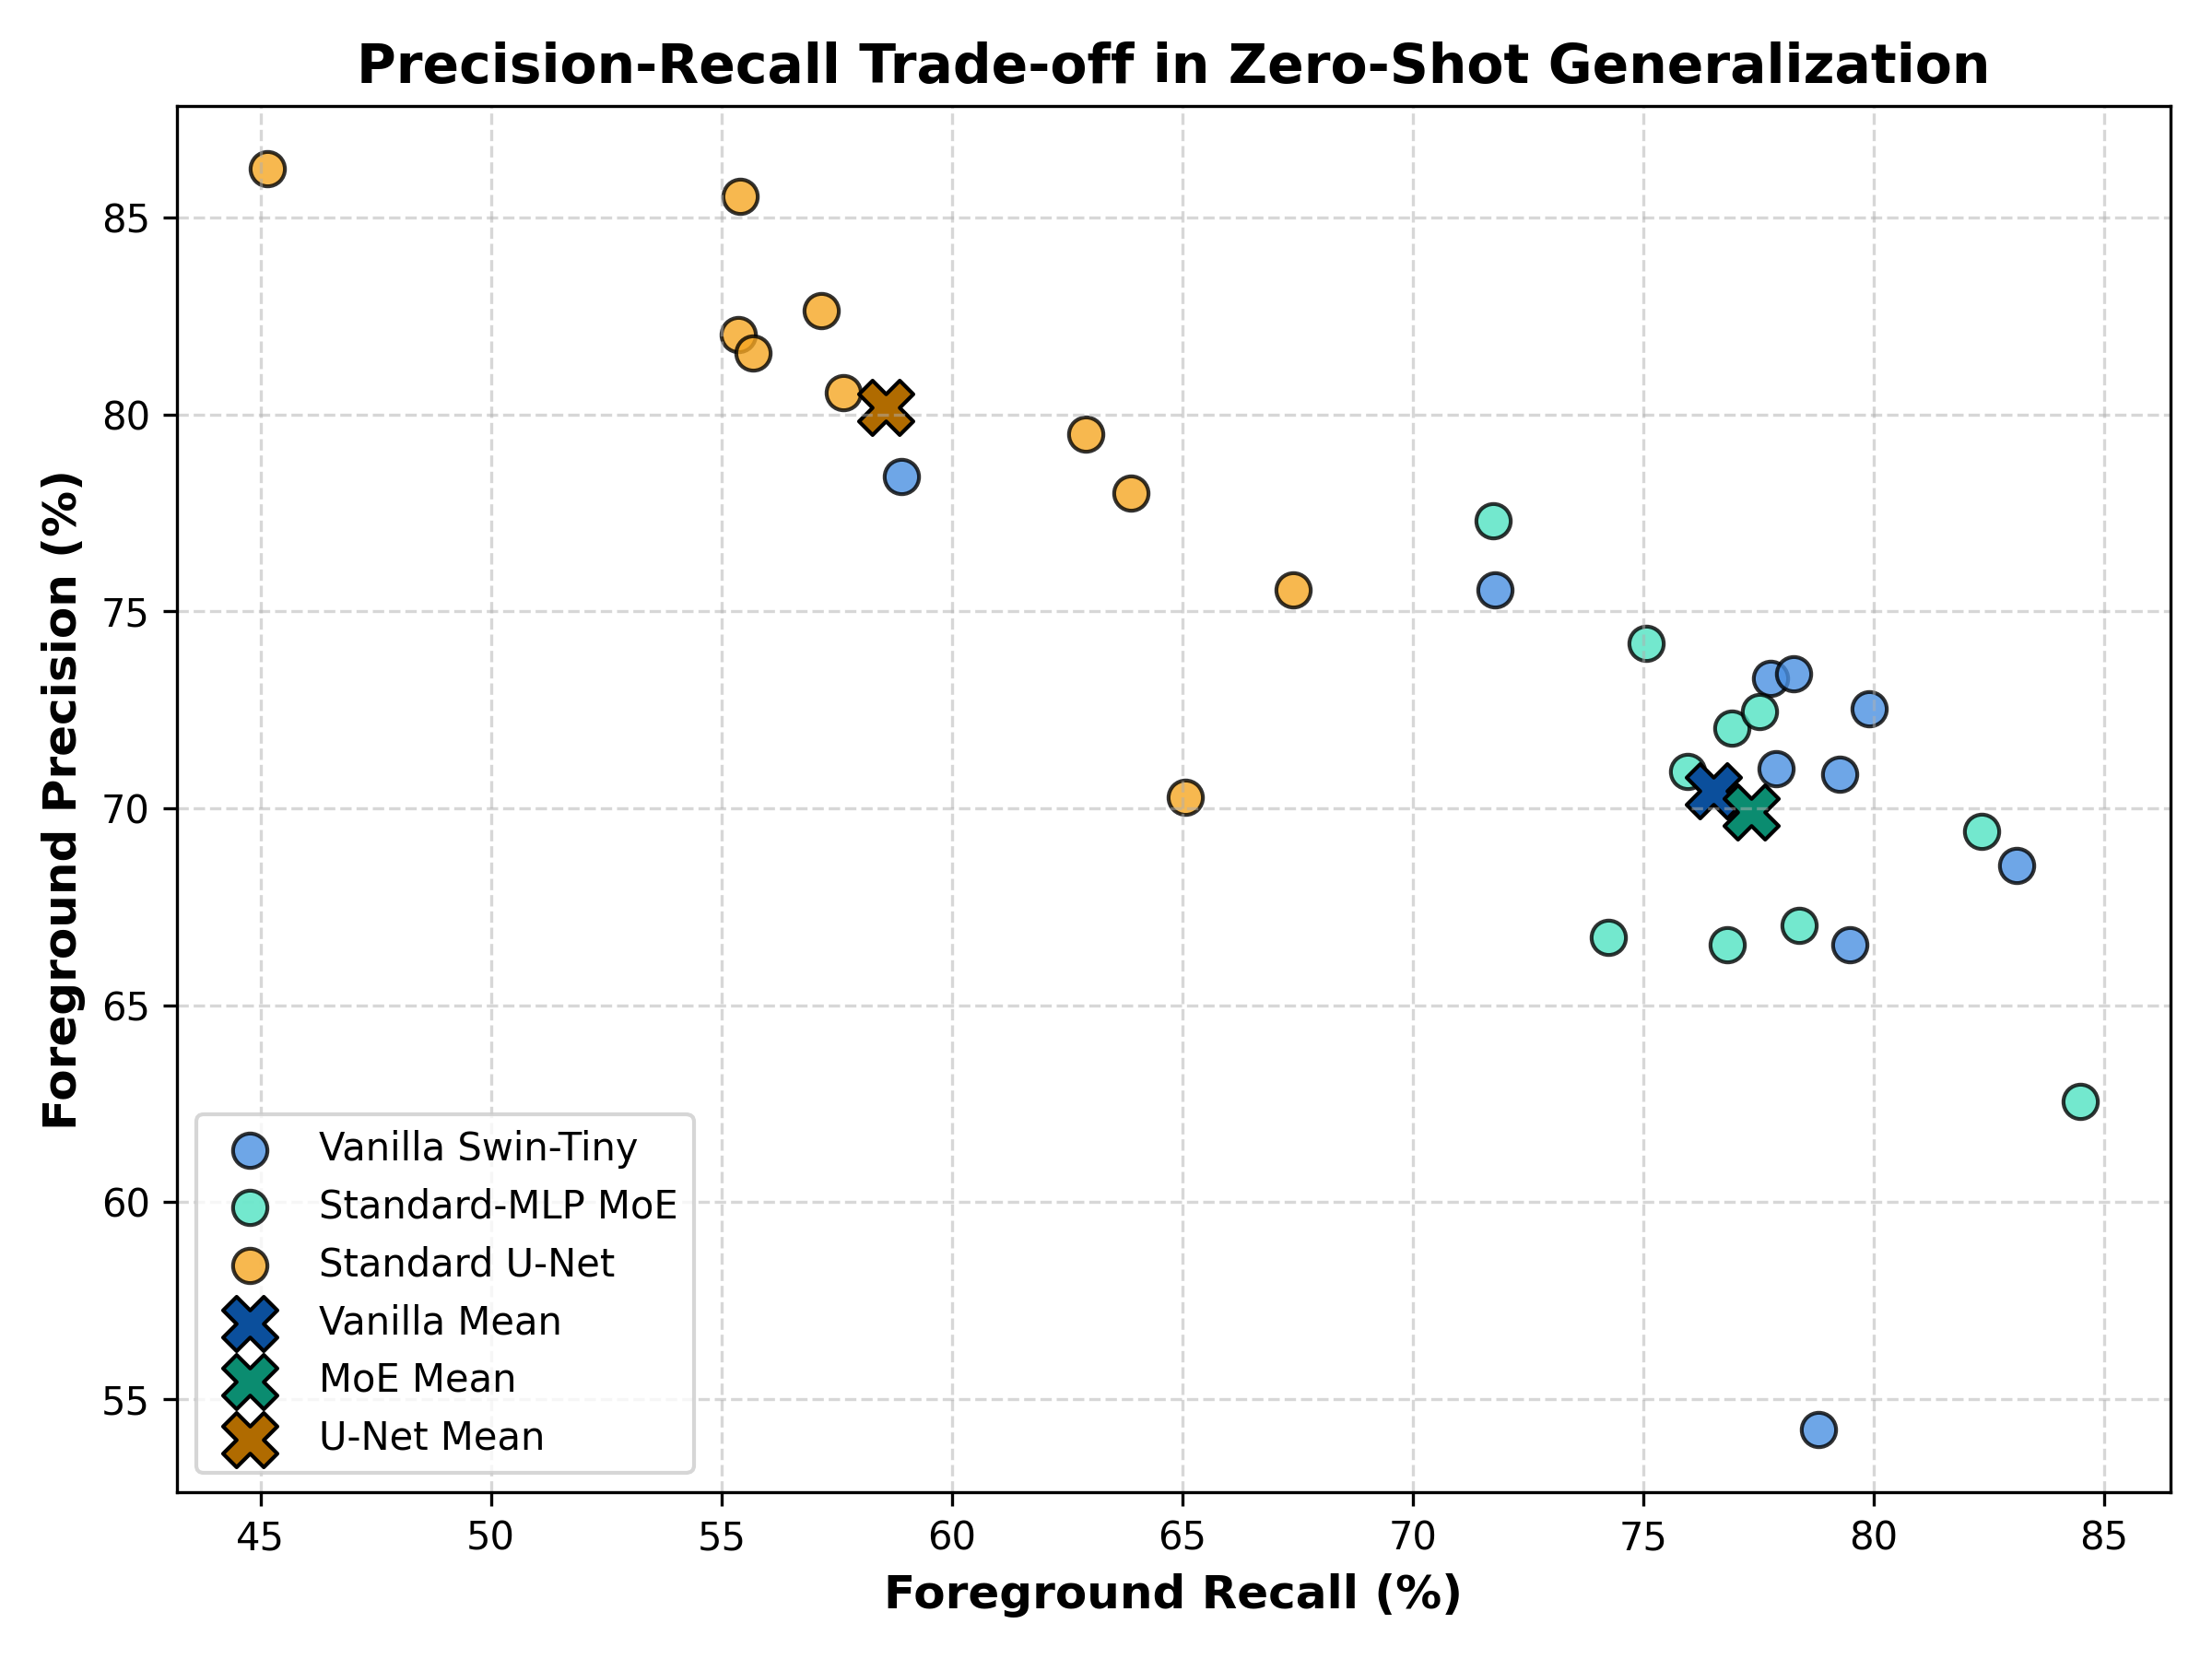 Precision-Recall Trade-off in Zero-Shot Generalization
Foreground Precision (%)
85
80
75
70
65
60
55
Vanilla Swin-Tiny
Standard-MLP MoE
Standard U-Net
Vanilla Mean
MoE Mean
U-Net Mean
45 50 55 60 65 70 75 80 85
Foreground Recall (%)